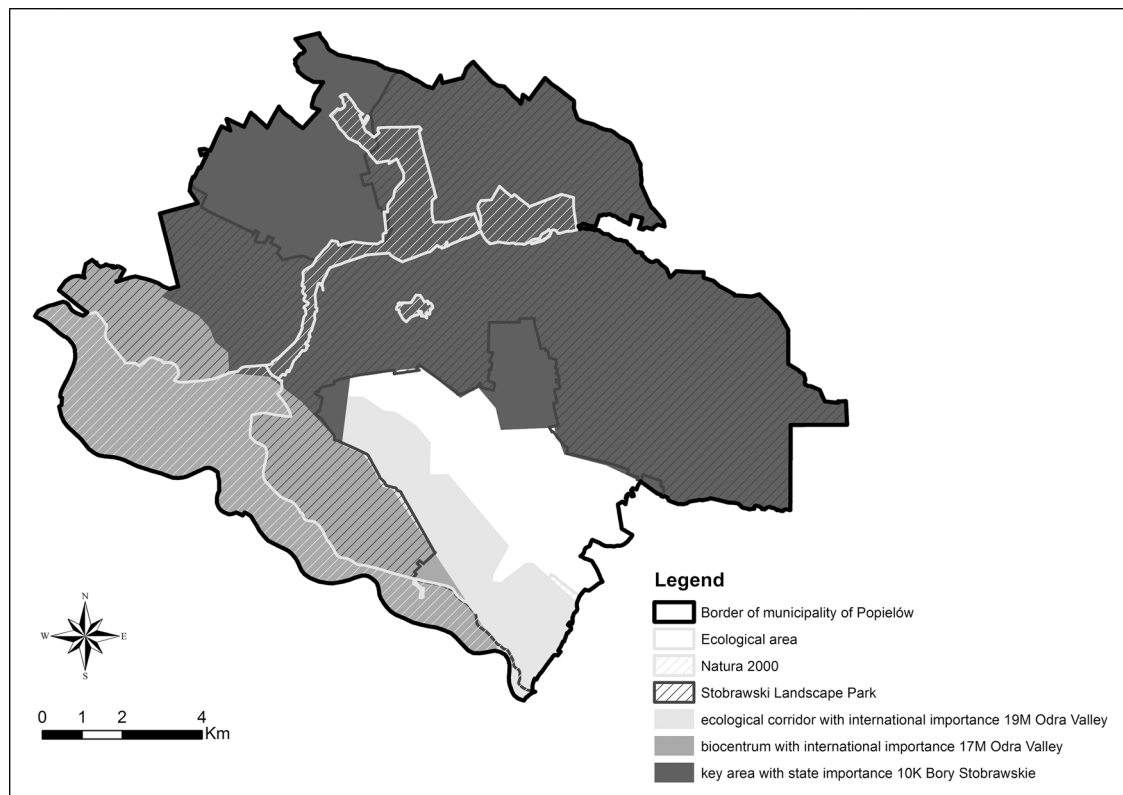 N
W E
S
0 1 2 4
Km
Legend
Border of municipality of Popielów
Ecological area
Natura 2000
Stobrawski Landscape Park
ecological corridor with international importance 19M Odra Valley
biocentrum with international importance 17M Odra Valley
key area with state importance 10K Bory Stobrawskie